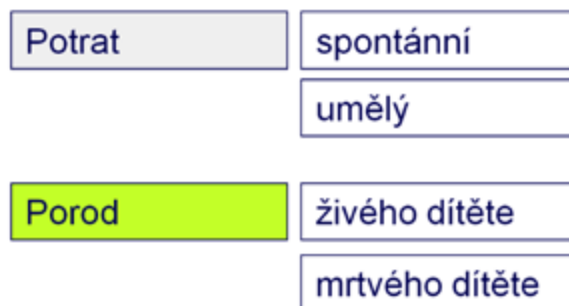 Potrat
spontánní
umělý
Porod
živého dítěte
mrtvého dítěte